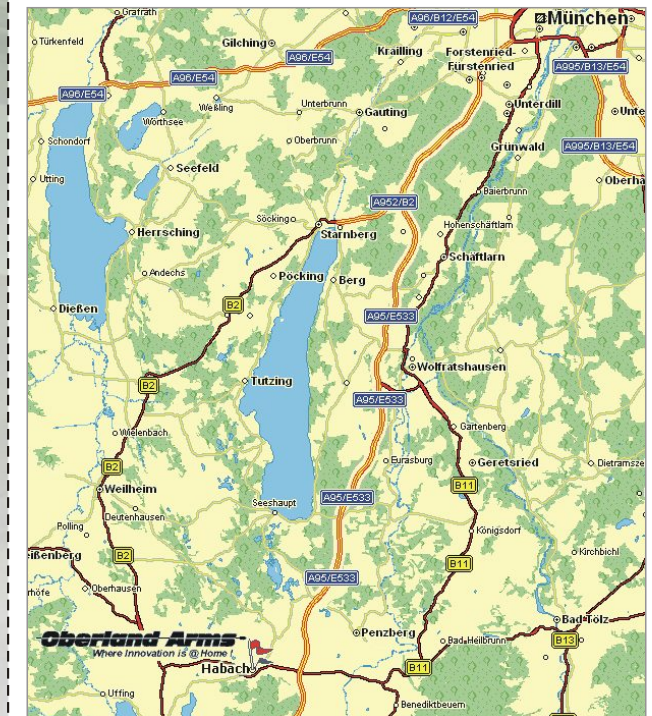 Grafrath
A96/B12/E54
München
Türkenfeld
Gilching
Krailling
Forstenried-
Fürstenried
A96/E54
A995/B13/E54
A96/E54
A96/E54
Weßling
Unterbrunn
Gauting
Unterdill
Wörthsee
Unte
Schondorf
Oberbrunn
Grünwald
A995/B13/E54
Seefeld
Utting
Oberha
Baierbrunn
A952/B2
Söcking
Hohenschäftlarn
Herrsching
Starnberg
Schäftlarn
Andechs
Pöcking
Berg
Dießen
B2
A95/E533
Wolfratshausen
Tutzing
B2
A95/E533
Wielenbach
Gartenberg
B2
Eurasburg
Geretsried
Dietramsze
Weilheim
B11
A95/E533
Seeshaupt
Deutenhausen
Polling
Königsdorf
eißenberg
B2
B11
Kirchbichl
A95/E533
rhöfe
Oberhausen
Bad Tölz
Penzberg
Oberland Arms
Bad Heilbrunn
B13
Where Innovation is @ Home !
Habach
B11
Uffing
Benediktbeuern